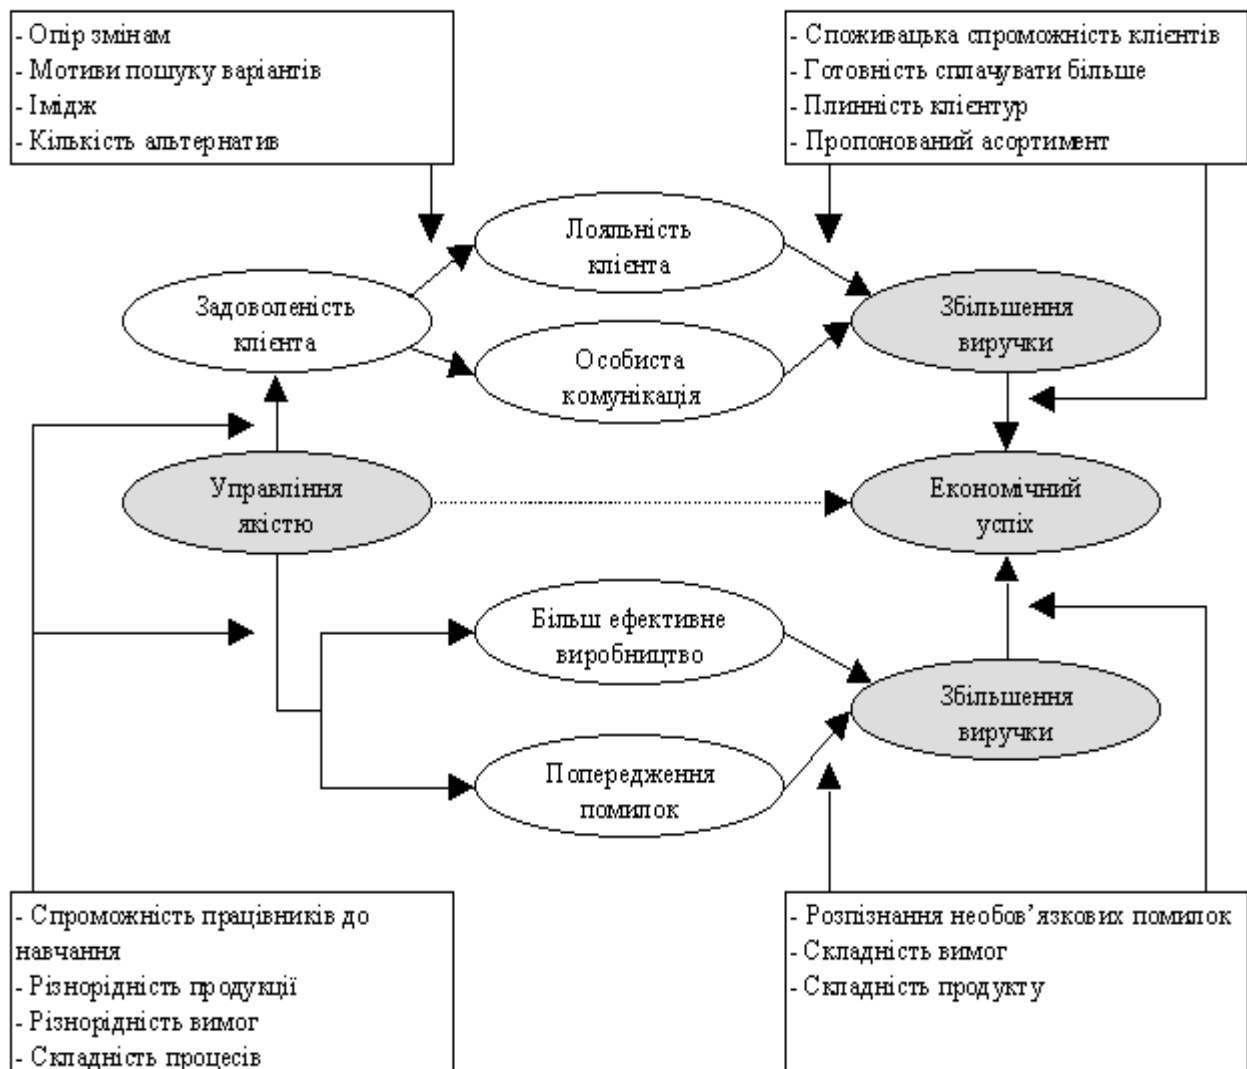 - Опір змінам
- Мотиви пошуку варіантів
- Імідж
- Кількість альтернатив
- Споживацька спроможність клієнтів
- Готовність сплачувати більше
- Плинність клієнтур
- Пропонований асортимент
Лояльність
клієнта
Задоволеність
клієнта
Збільшення
виручки
Особиста
комунікація
Управління
якістю
Економічний
успіх
Більш ефективне
виробництво
Збільшення
виручки
Попередження
помилок
- Спроможність працівників до
навчання
- Різнорідність продукції
- Різнорідність вимог
- Складність процесів
- Розпізнання необов’язкових помилок
- Складність вимог
- Складність продукту